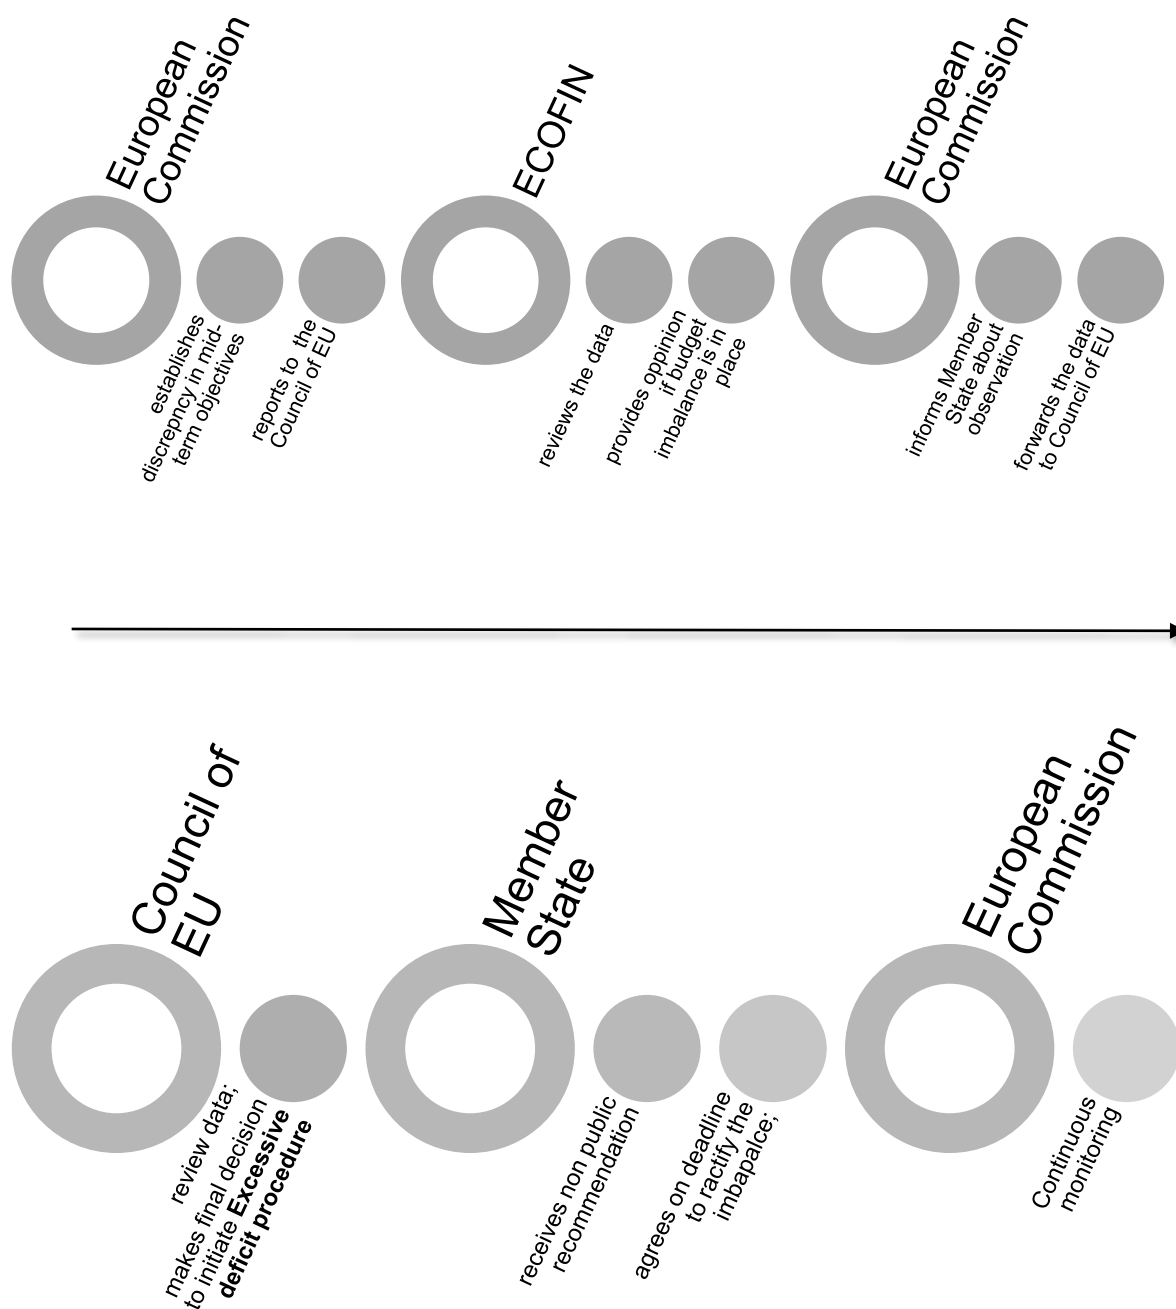 European
Commission
establishes
discrepncy in mid-
term objectives
reports to the
Council of EU
ECOFIN
reviews the data
provides oppinion
if budget
imbalance is in
place
European
Commission
informs Member
State about
observation
forwards the data
to Council of EU
Council of
EU
review data;
makes final decision
to initiate Excessive
deficit procedure
Member
State
receives non public
recommendation
agrees on deadline
to ractify the
imbapalce;
European
Commission
Continuous
monitoring